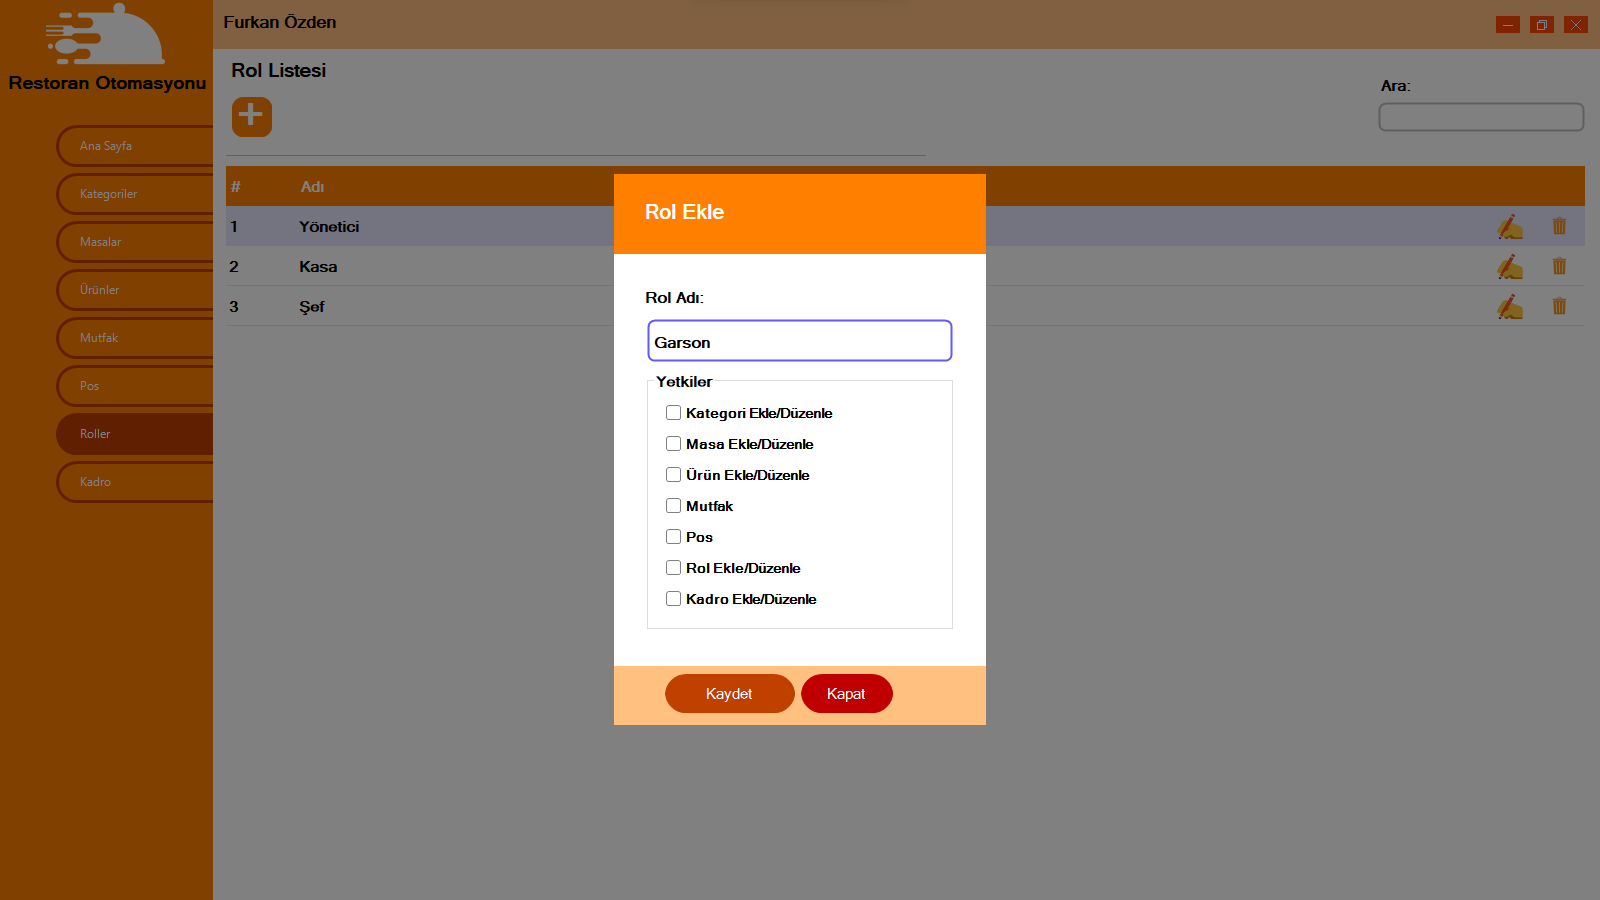 Furkan Özden
Restoran Otomasyonu
Ana Sayfa
Kategoriler
Masalar
Ürünler
Mutfak
Pos
Roller
Kadro
Rol Listesi
+
Ara:
# Adı
1 Yönetici
2 Kasa
3 Şef
Rol Ekle
Rol Adı:
Garson
Yetkiler
Kategori Ekle/Düzenle
Masa Ekle/Düzenle
Ürün Ekle/Düzenle
Mutfak
Pos
Rol Ekle/Düzenle
Kadro Ekle/Düzenle
Kaydet Kapat